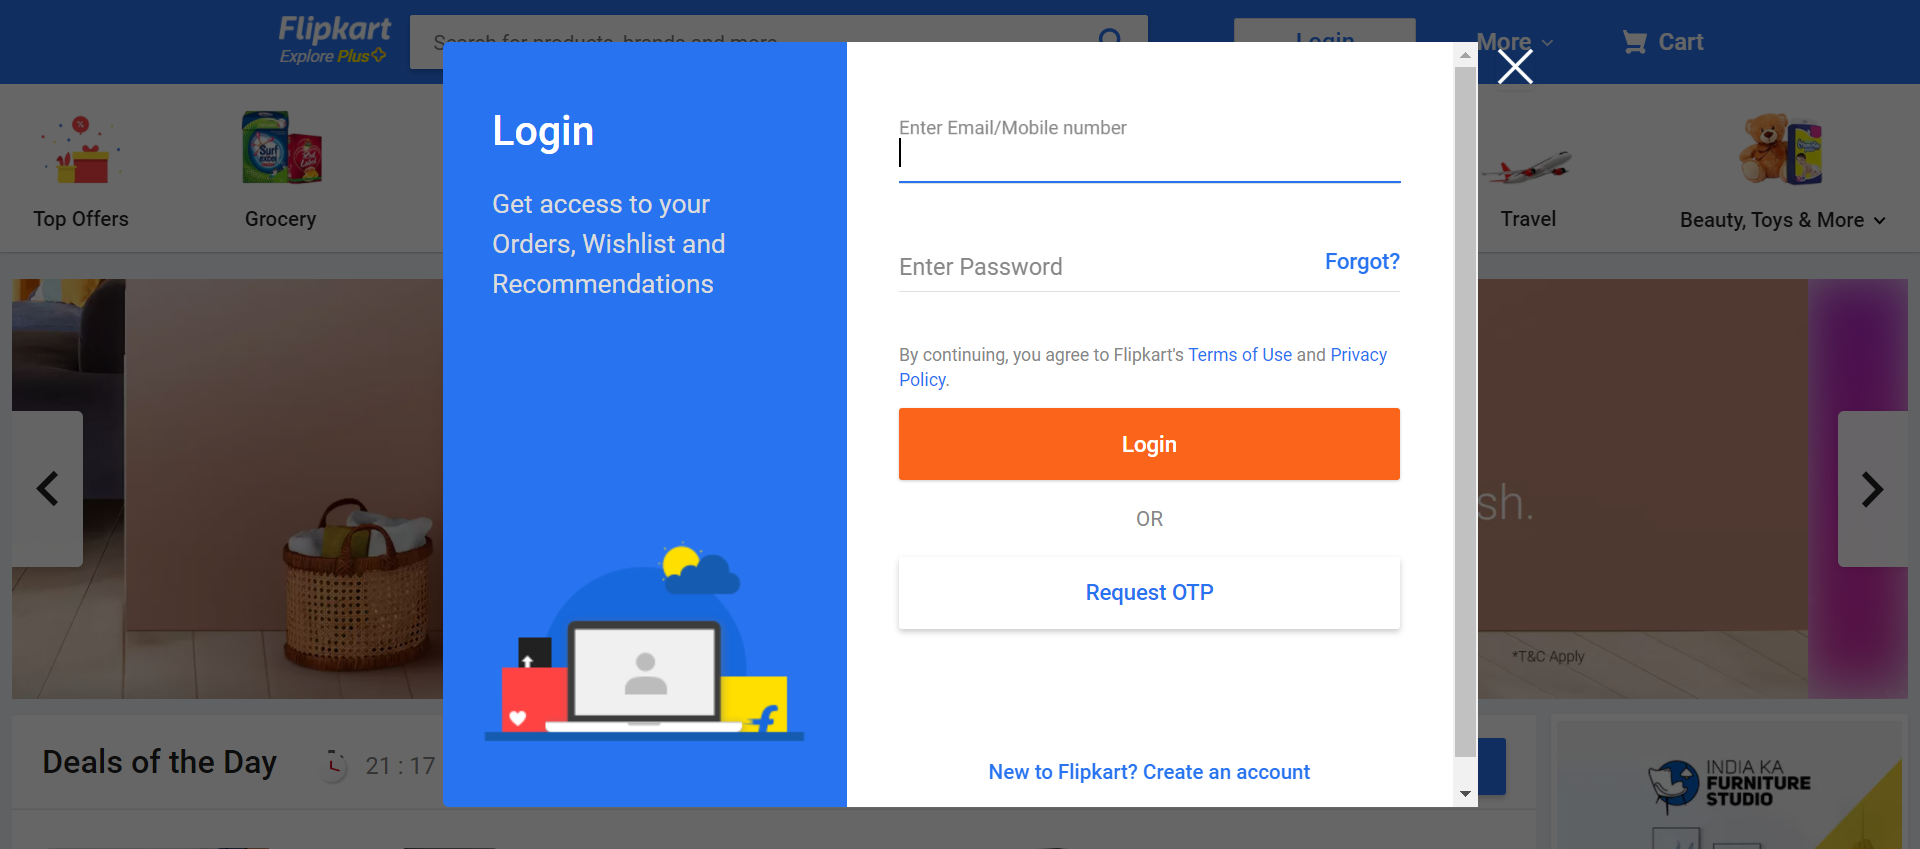 Flipkart
Explore Plus
Search for products, brands and more
Login
More
Cart
Top Offers
Grocery
Travel
Beauty, Toys & More
Login
Get access to your
Orders, Wishlist and
Recommendations
Enter Email/Mobile number
Enter Password
Forgot?
By continuing, you agree to Flipkart's Terms of Use and Privacy
Policy.
Login
OR
Request OTP
New to Flipkart? Create an account
sh.
*T&C Apply
Deals of the Day
21 : 17
INDIA KA
FURNITURE
STUDIO
Surf
excel